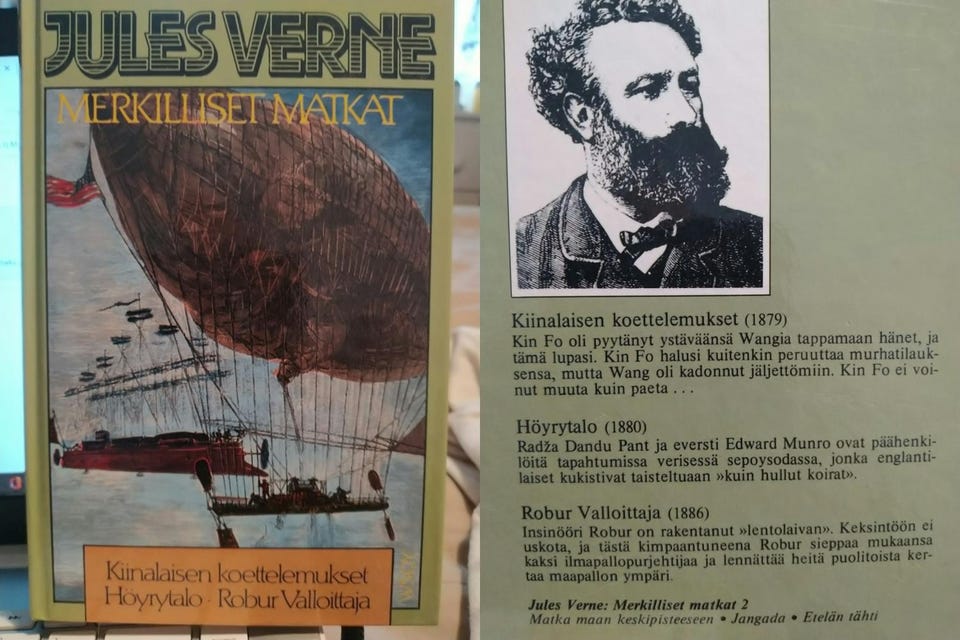 JULES VERNE
MERKILLISET MATKAT
Kiinalaisen koettelemukset
Höyrytalo · Robur Valloittaja
WSOY
Kiinalaisen koettelemukset (1879)
Kin Fo oli pyytänyt ystäväänsä Wangia tappamaan hänet, ja
tämä lupasi. Kin Fo halusi kuitenkin peruuttaa murhatilauk-
sensa, mutta Wang oli kadonnut jäljettömiin. Kin Fo ei voi-
nut muuta kuin paeta . . .
Höyrytalo (1880)
Radža Dandu Pant ja eversti Edward Munro ovat päähenki-
löitä tapahtumissa verisessä sepoysodassa, jonka englanti-
laiset kukistivat taisteltuaan »kuin hullut koirat».
Robur Valloittaja (1886)
Insinööri Robur on rakentanut »lentolaivan». Keksintöön ei
uskota, ja tästä kimpaantuneena Robur sieppaa mukaansa
kaksi ilmapallopurjehtijaa ja lennättää heitä puolitoista ker-
taa maapallon ympäri.
Jules Verne: Merkilliset matkat 2
Matka maan keskipisteeseen • Jangada • Etelän tähti